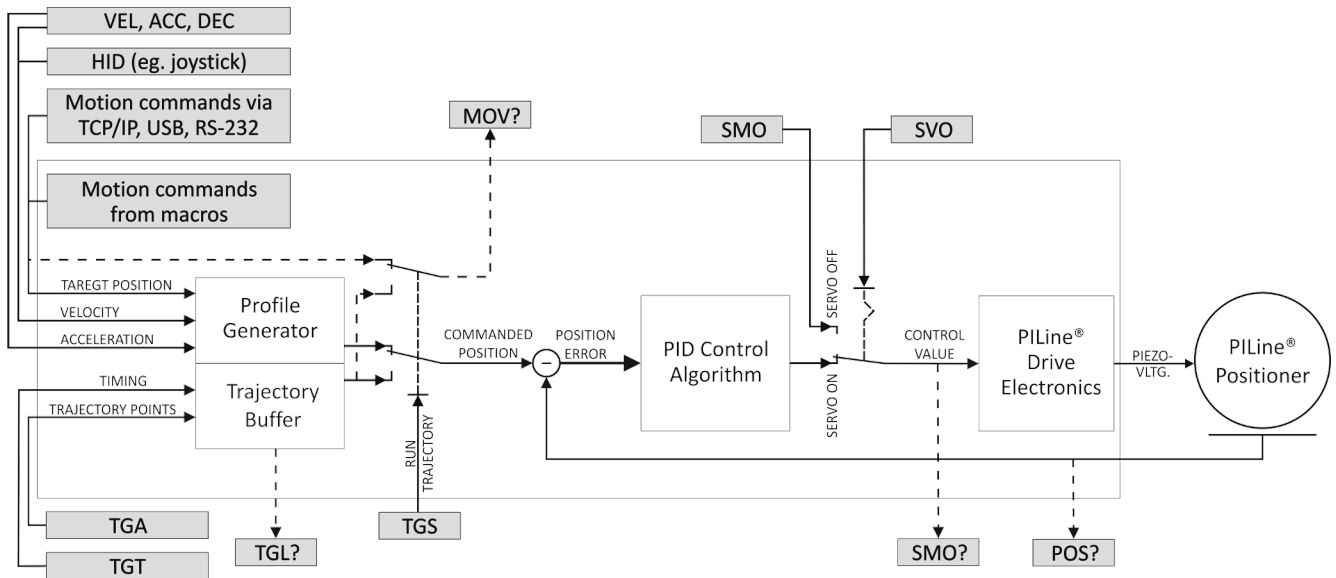 VEL, ACC, DEC
HID (eg. joystick)
Motion commands via
TCP/IP, USB, RS-232
MOV?
SMO
SVO
Motion commands
from macros
TAREGT POSITION
VELOCITY
ACCELERATION
TIMING
TRAJECTORY POINTS
Profile
Generator
Trajectory
Buffer
RUN
TRAJECTORY
COMMANDED
POSITION
–
POSITION
ERROR
PID Control
Algorithm
SERVO OFF
SERVO ON
CONTROL
VALUE
PILine®
Drive
Electronics
PIEZO-
VLTG.
PILine®
Positioner
TGA
TGT
TGL?
TGS
SMO?
POS?